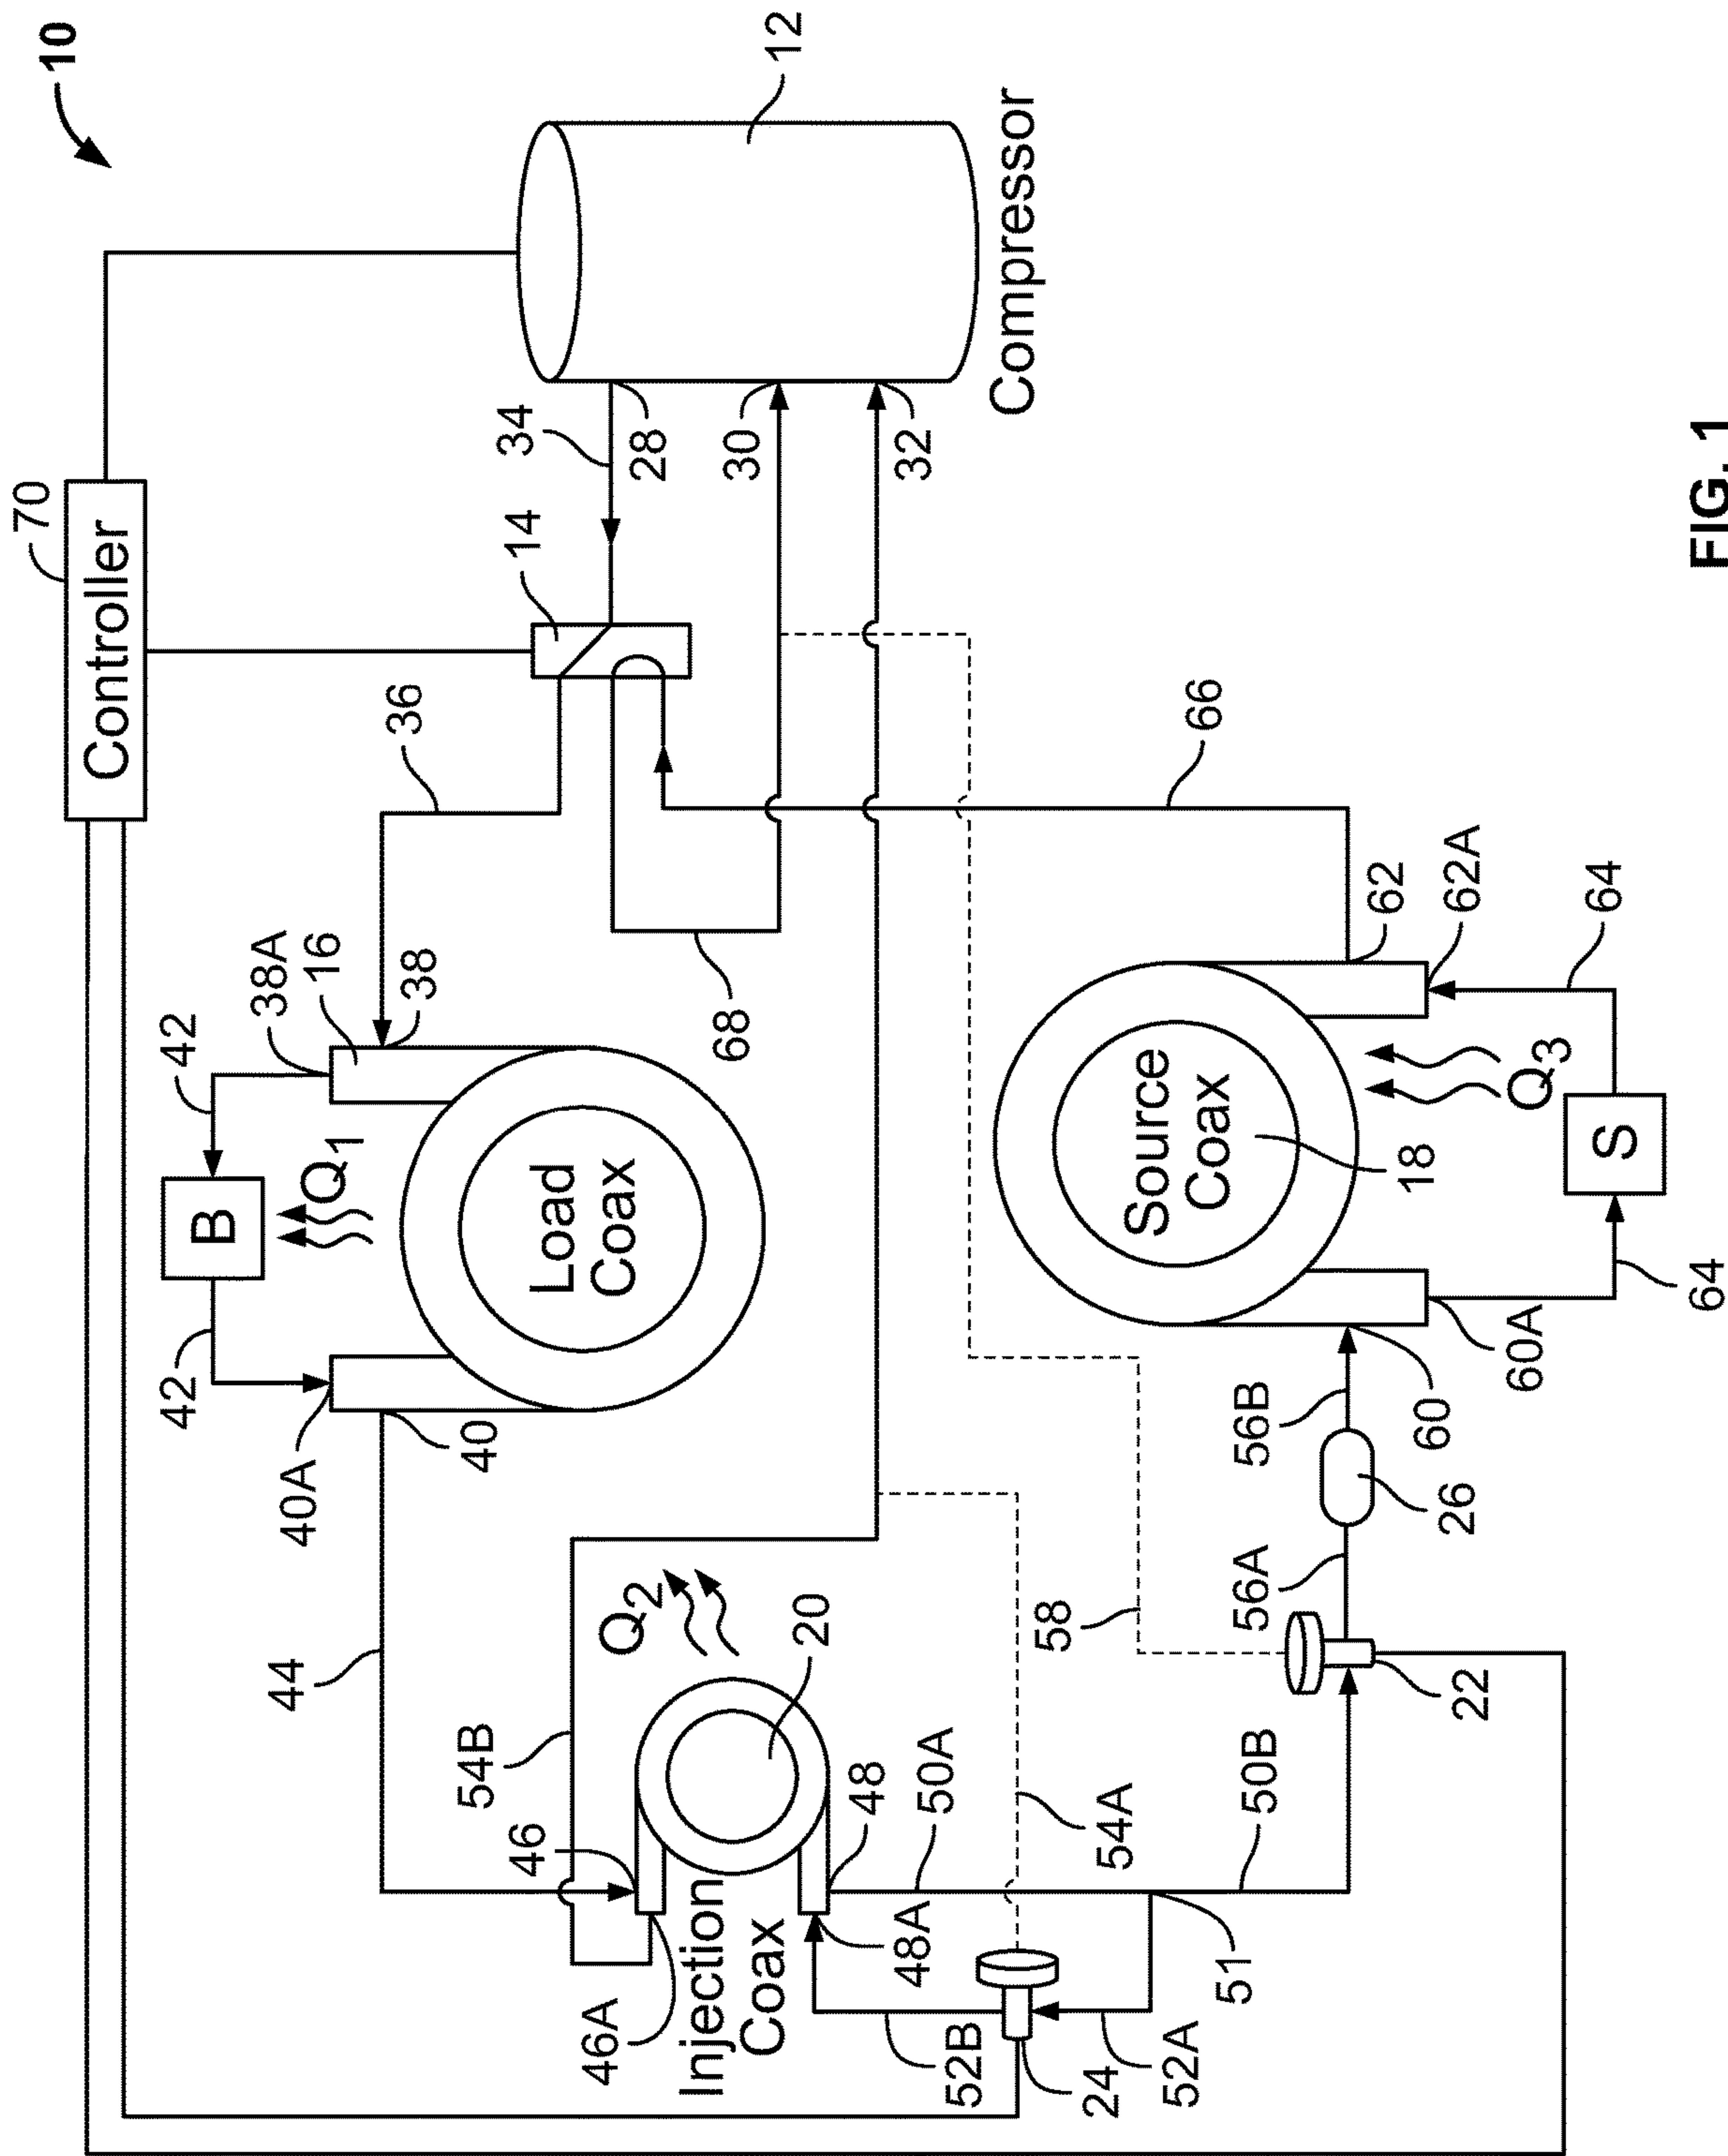 10
70
Controller
12
Compressor
34
28
30
32
14
36
68
66
38A
16
38
42
B
42
Q1
Load
Coax
40A
40
44
Q2
20
54B
46
46A
Injection
Coax
48
48A
50A
54A
50B
51
52B
52A
24
58
22
56A
26
56B
60
60A
Source
Coax
18
62
62A
64
Q3
S
64
FIG. 1